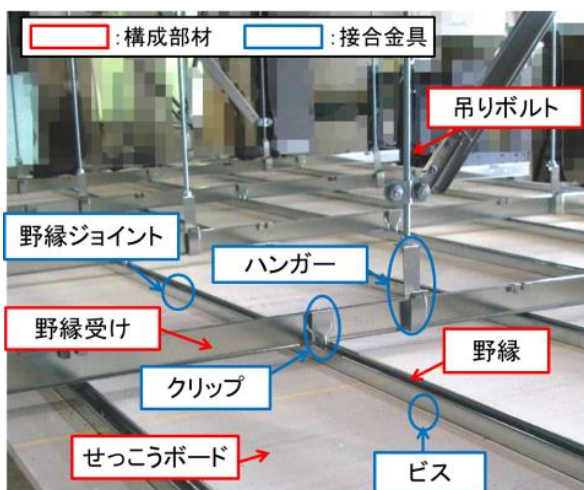 :構成部材 :接合金具
吊りボルト
野縁ジョイント
ハンガー
野縁受け
野縁
クリップ
せっこうボード
ビス